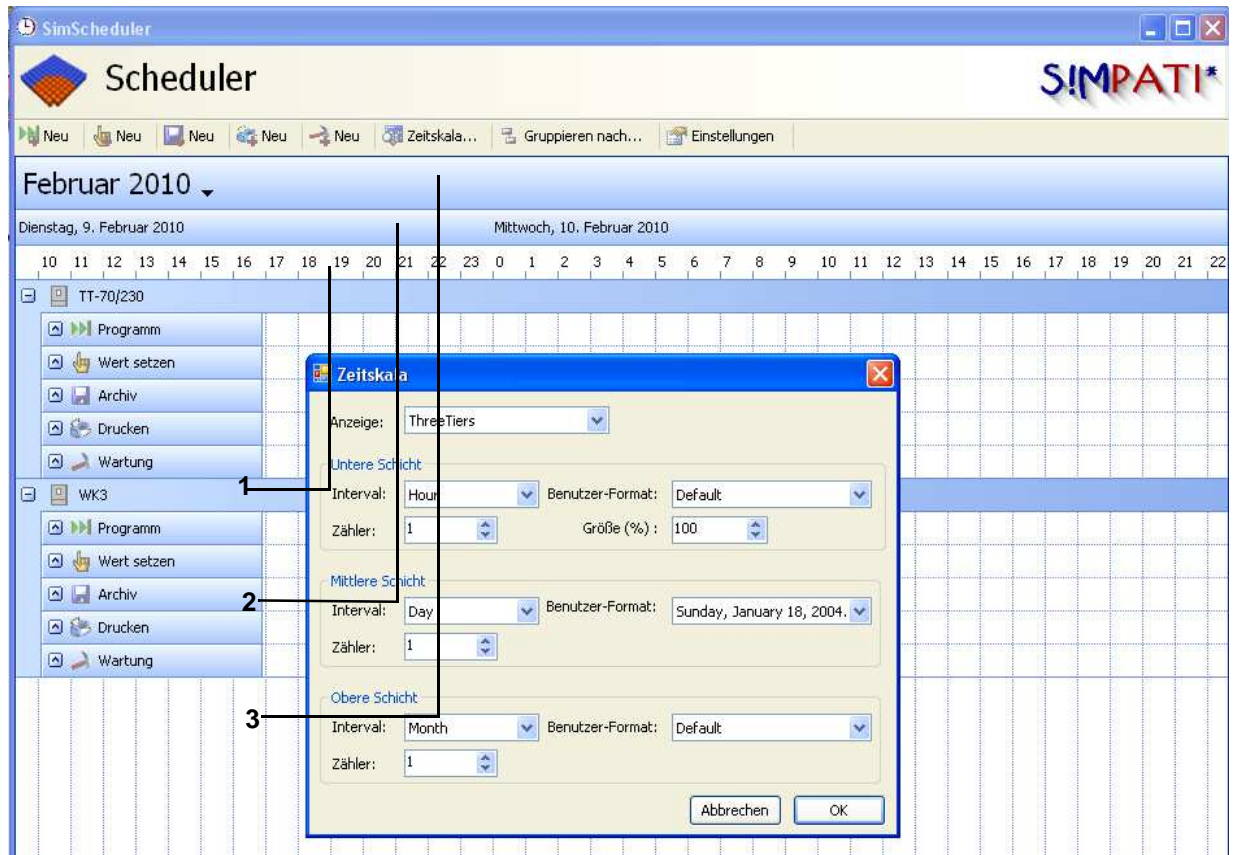 SimScheduler
Scheduler
S!MPATI*
Neu Neu Neu Neu Neu Zeitskala... Gruppieren nach... Einstellungen
Februar 2010
Dienstag, 9. Februar 2010 Mittwoch, 10. Februar 2010
10 11 12 13 14 15 16 17 18 19 20 21 22 23 0 1 2 3 4 5 6 7 8 9 10 11 12 13 14 15 16 17 18 19 20 21 22
TT-70/230
Programm
Wert setzen
Archiv
Drucken
Wartung
WK3
Programm
Wert setzen
Archiv
Drucken
Wartung
Zeitskala
Anzeige: ThreeTiers
Untere Schicht
1
Interval: Hour Benutzer-Format: Default
Zähler: 1 Größe (%) : 100
Mittlere Schicht
2
Interval: Day Benutzer-Format: Sunday, January 18, 2004.
Zähler: 1
Obere Schicht
3
Interval: Month Benutzer-Format: Default
Zähler: 1
Abbrechen OK